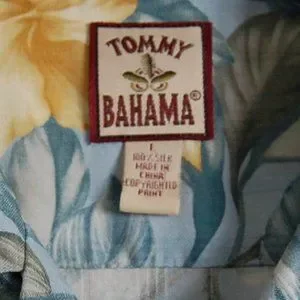 TOMMY
BAHAMA®
L
100% SILK
MADE IN
CHINA
COPYRIGHTED
PRINT